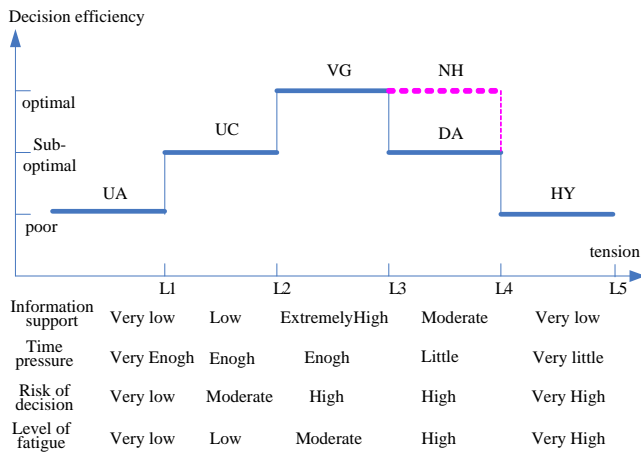 Decision efficiency
VG
NH
optimal
UC
DA
Sub-
optimal
UA
HY
poor
tension
L1
L2
L3
L4
L5
Information
support
Very low
Low
ExtremelyHigh
Moderate
Very low
Time
pressure
Very Enogh
Enogh
Enogh
Little
Very little
Risk of
decision
Very low
Moderate
High
High
Very High
Level of
fatigue
Very low
Low
Moderate
High
Very High